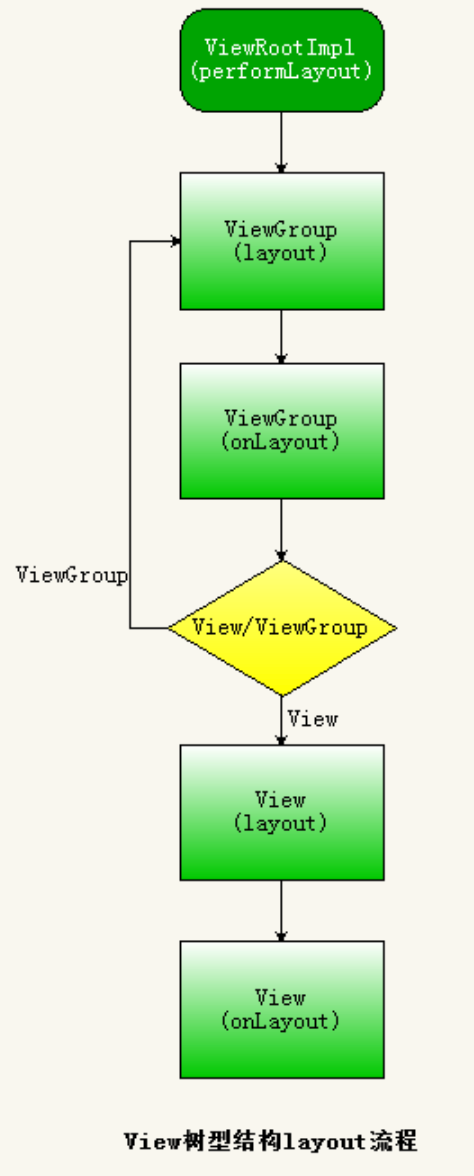 ViewRootImpl
(performLayout)
ViewGroup
(layout)
ViewGroup
(onLayout)
ViewGroup
View/ViewGroup
View
View
(layout)
View
(onLayout)
View树型结构layout流程